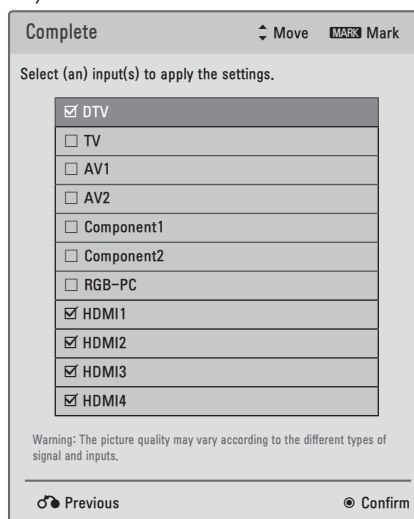 Complete Move MARK Mark
Select (an) input(s) to apply the settings.
DTV
TV
AV1
AV2
Component1
Component2
RGB-PC
HDMI1
HDMI2
HDMI3
HDMI4
Warning: The picture quality may vary according to the different types of
signal and inputs.
Previous Confirm